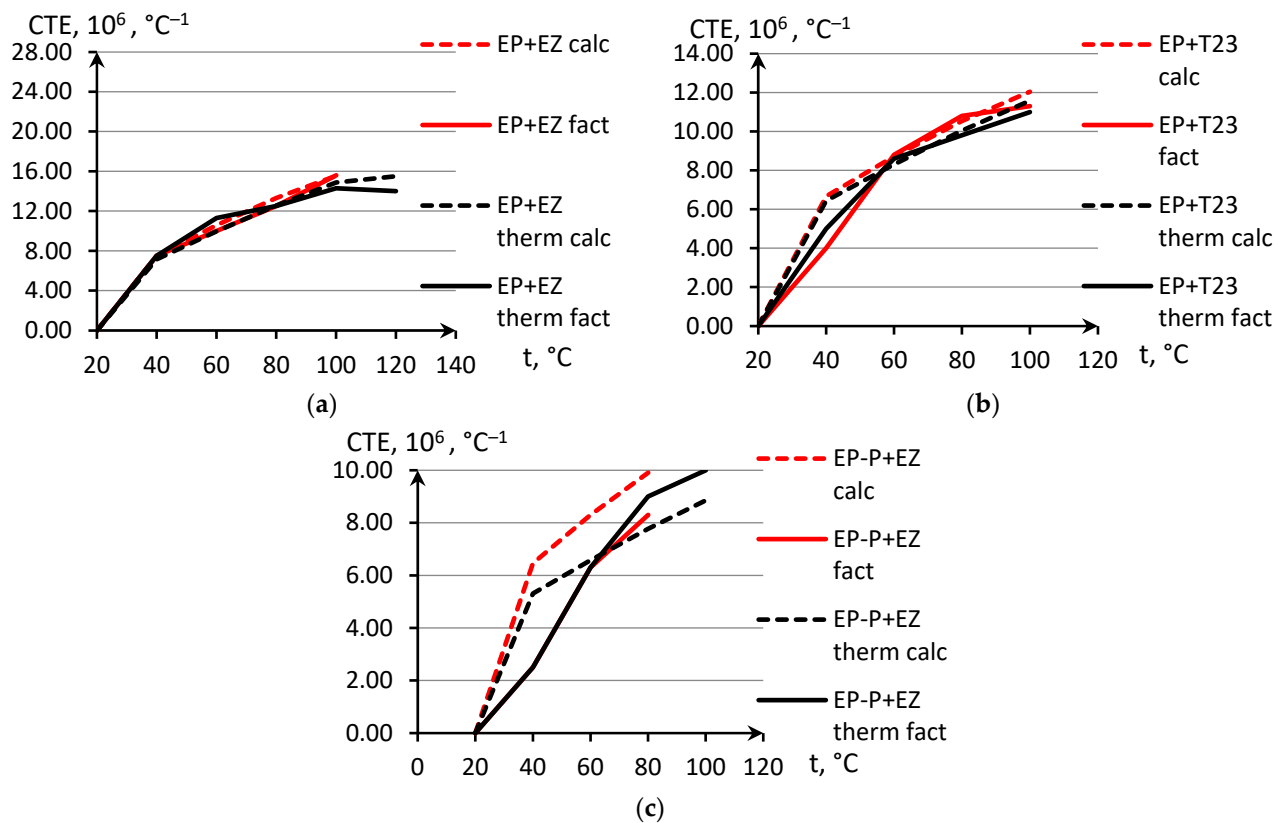 CTE, 10⁶ , °C⁻¹
28.00
24.00
20.00
16.00
12.00
8.00
4.00
0.00
20 40 60 80 100 120 140
t, °C
EP+EZ calc
EP+EZ fact
EP+EZ
therm calc
EP+EZ
therm fact
(a)
CTE, 10⁶ , °C⁻¹
14.00
12.00
10.00
8.00
6.00
4.00
2.00
0.00
20 40 60 80 100 120
t, °C
EP+T23
calc
EP+T23
fact
EP+T23
therm calc
EP+T23
therm fact
(b)
CTE, 10⁶ , °C⁻¹
10.00
8.00
6.00
4.00
2.00
0.00
0 20 40 60 80 100 120
t, °C
EP-P+EZ
calc
EP-P+EZ
fact
EP-P+EZ
therm calc
EP-P+EZ
therm fact
(c)